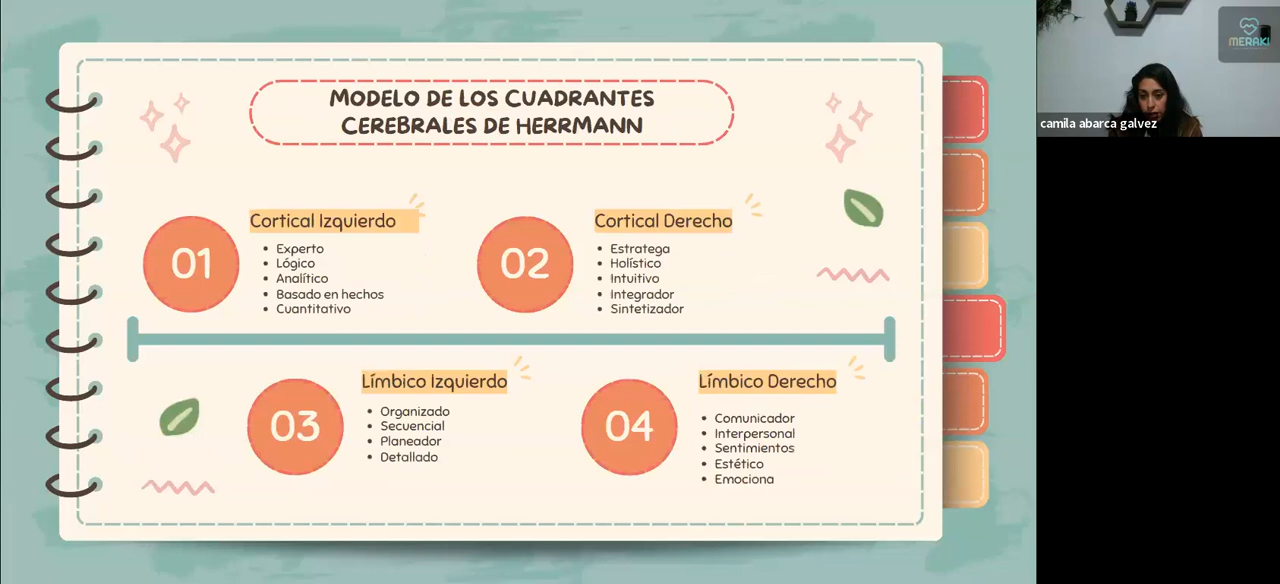 MODELO DE LOS CUADRANTES
CEREBRALES DE HERRMANN
01
Cortical Izquierdo
• Experto
• Lógico
• Analítico
• Basado en hechos
• Cuantitativo
02
Cortical Derecho
• Estratega
• Holístico
• Intuitivo
• Integrador
• Sintetizador
03
Límbico Izquierdo
• Organizado
• Secuencial
• Planeador
• Detallado
04
Límbico Derecho
• Comunicador
• Interpersonal
• Sentimientos
• Estético
• Emociona
MERAKI
camila abarca galvez